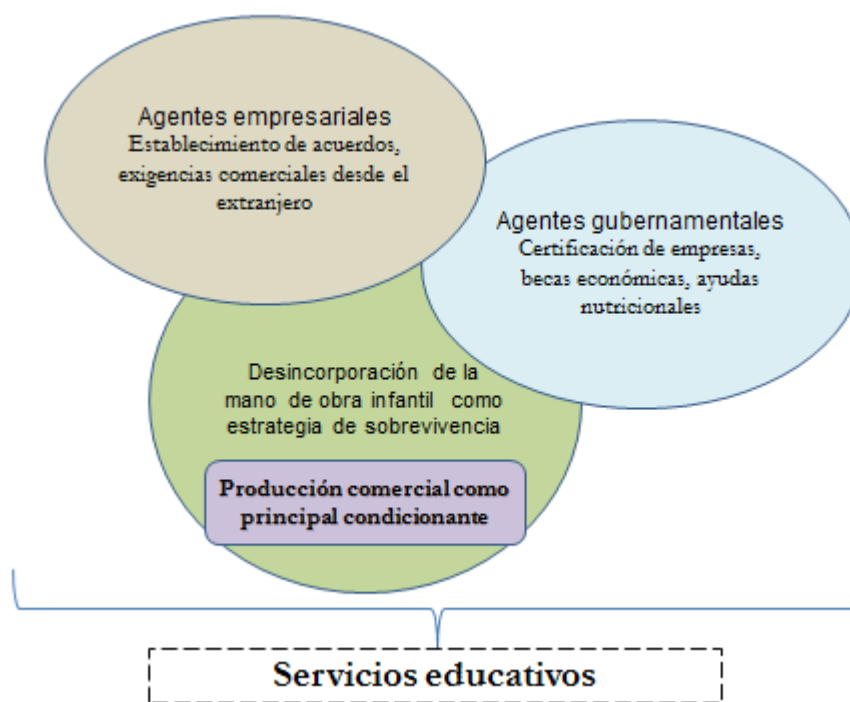 Agentes empresariales
Establecimiento de acuerdos,
exigencias comerciales desde el
extranjero
Agentes gubernamentales
Certificación de empresas,
becas económicas, ayudas
nutricionales
Desincorporación de la
mano de obra infantil como
estrategia de sobrevivencia
Producción comercial como
principal condicionante
Servicios educativos